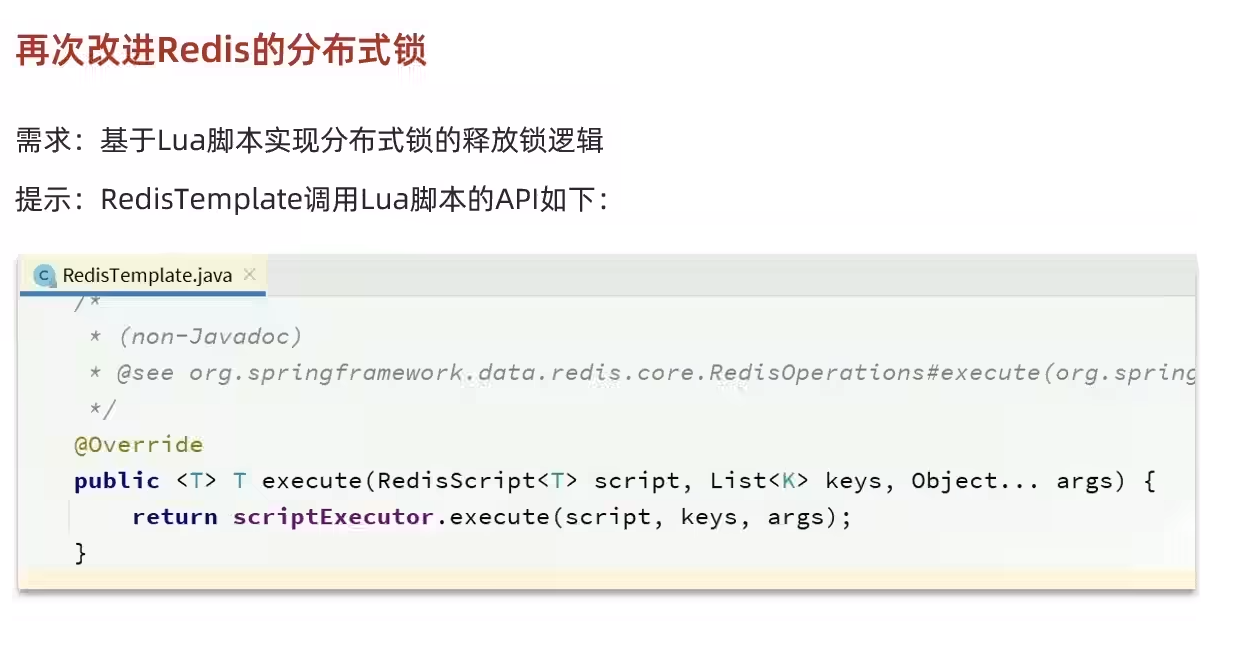 再次改进Redis的分布式锁
需求：基于Lua脚本实现分布式锁的释放锁逻辑
提示：RedisTemplate调用Lua脚本的API如下：
C RedisTemplate.java ×
/*
* (non-Javadoc)
* @see org.springframework.data.redis.core.RedisOperations#execute(org.spring
*/
@Override
public <T> T execute(RedisScript<T> script, List<K> keys, Object... args) {
return scriptExecutor.execute(script, keys, args);
}